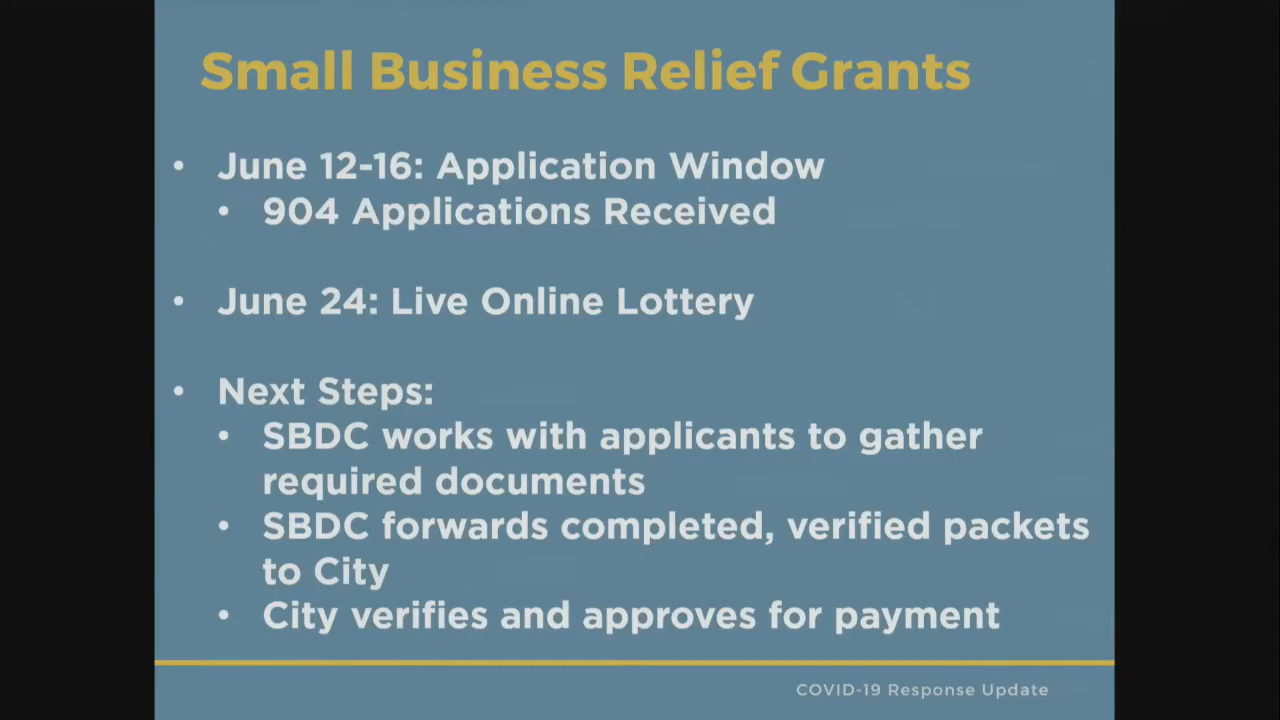 Small Business Relief Grants
• June 12-16: Application Window
• 904 Applications Received
• June 24: Live Online Lottery
• Next Steps:
• SBDC works with applicants to gather
required documents
• SBDC forwards completed, verified packets
to City
• City verifies and approves for payment
COVID-19 Response Update